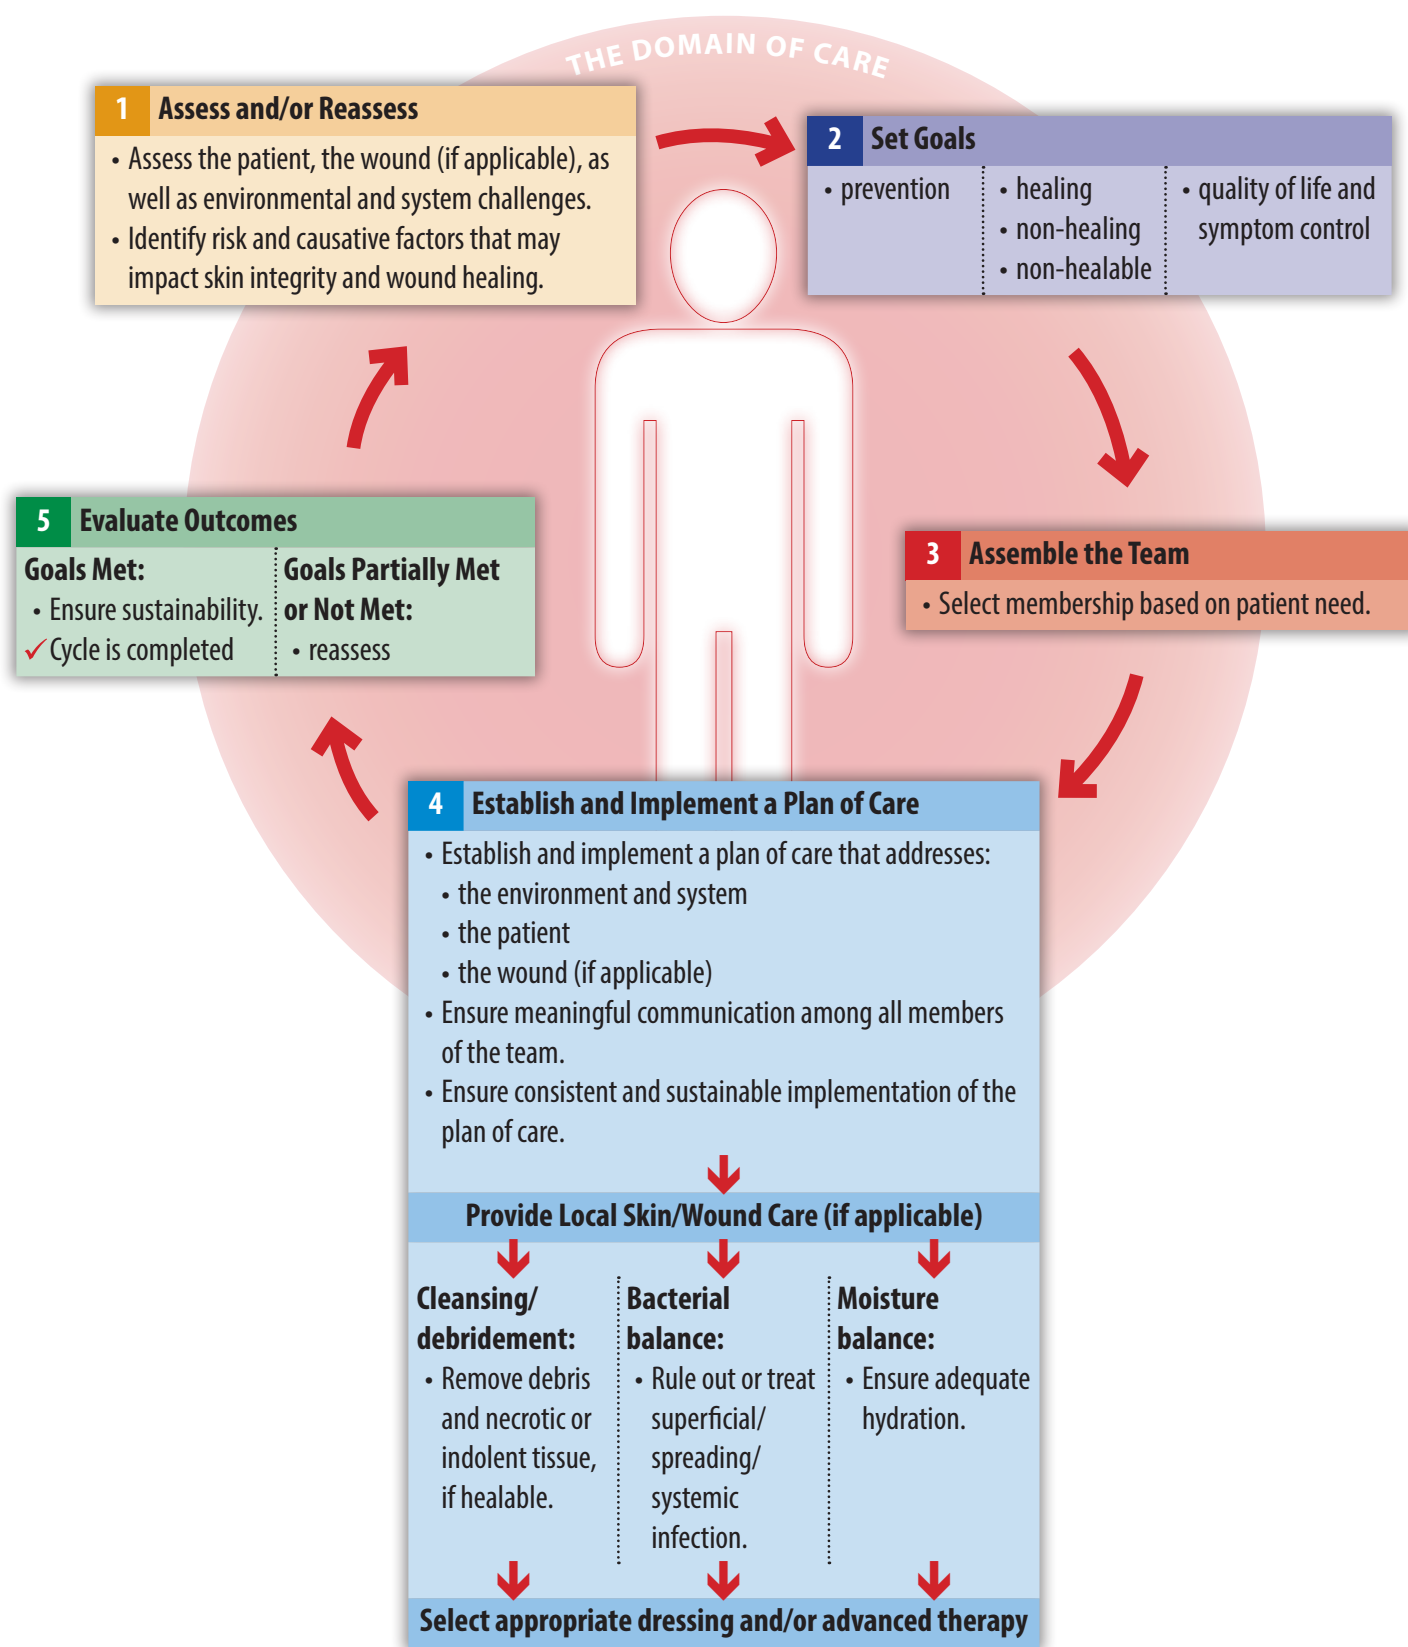 THE DOMAIN OF CARE
1 Assess and/or Reassess
• Assess the patient, the wound (if applicable), as
well as environmental and system challenges.
• Identify risk and causative factors that may
impact skin integrity and wound healing.
2 Set Goals
• prevention
• healing
• non-healing
• non-healable
• quality of life and
symptom control
3 Assemble the Team
• Select membership based on patient need.
4 Establish and Implement a Plan of Care
• Establish and implement a plan of care that addresses:
• the environment and system
• the patient
• the wound (if applicable)
• Ensure meaningful communication among all members
of the team.
• Ensure consistent and sustainable implementation of the
plan of care.
Provide Local Skin/Wound Care (if applicable)
Cleansing/
debridement:
• Remove debris
and necrotic or
indolent tissue,
if healable.
Bacterial
balance:
• Rule out or treat
superficial/
spreading/
systemic
infection.
Moisture
balance:
• Ensure adequate
hydration.
Select appropriate dressing and/or advanced therapy
5 Evaluate Outcomes
Goals Met:
• Ensure sustainability.
✓ Cycle is completed
Goals Partially Met
or Not Met:
• reassess